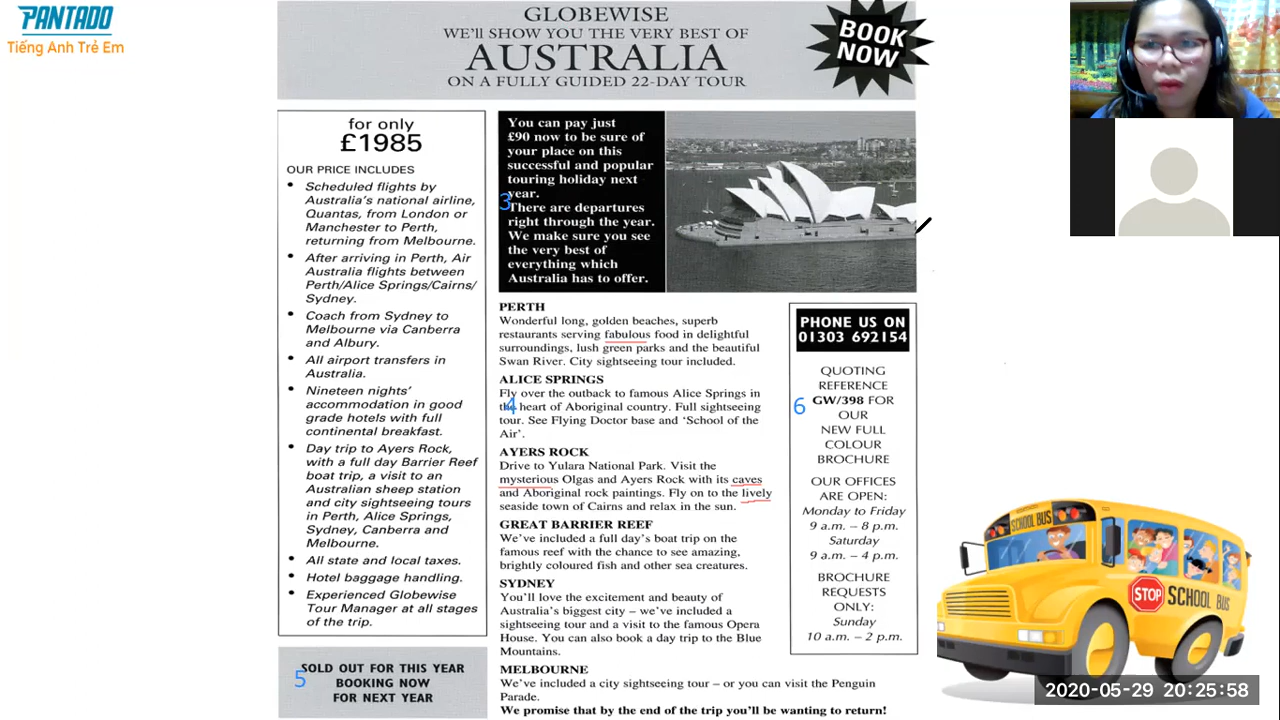 PANTADO
Tiếng Anh Trẻ Em
GLOBEWISE
WE'll SHOW YOU THE VERY BEST OF
AUSTRALIA
ON A FULLY GUIDED 22-DAY TOUR
BOOK
NOW
for only
£1985
OUR PRICE INCLUDES
• Scheduled flights by
Australia's national airline,
Quantas, from London or
Manchester to Perth,
returning from Melbourne.
• After arriving in Perth, Air
Australia flights between
Perth/Alice Springs/Cairns/
Sydney.
• Coach from Sydney to
Melbourne via Canberra
and Albury.
• All airport transfers in
Australia.
• Nineteen nights'
accommodation in good
grade hotels with full
continental breakfast.
• Day trip to Ayers Rock,
with a full day Barrier Reef
boat trip, a visit to an
Australian sheep station
and city sightseeing tours
in Perth, Alice Springs,
Sydney, Canberra and
Melbourne.
• All state and local taxes.
• Hotel baggage handling.
• Experienced Globewise
Tour Manager at all stages
of the trip.
5
SOLD OUT FOR THIS YEAR
BOOKING NOW
FOR NEXT YEAR
You can pay just
£90 now to be sure of
your place on this
successful and popular
touring holiday next
year.
3
There are departures
right through the year.
We make sure you see
the very best of
everything which
Australia has to offer.
PERTH
Wonderful long, golden beaches, superb
restaurants serving fabulous food in delightful
surroundings, lush green parks and the beautiful
Swan River. City sightseeing tour included.
ALICE SPRINGS
Fly over the outback to famous Alice Springs in
the heart of Aboriginal country. Full sightseeing
4
tour. See Flying Doctor base and 'School of the
Air'.
AYERS ROCK
Drive to Yulara National Park. Visit the
mysterious Olgas and Ayers Rock with its caves
and Aboriginal rock paintings. Fly on to the lively
seaside town of Cairns and relax in the sun.
GREAT BARRIER REEF
We've included a full day's boat trip on the
famous reef with the chance to see amazing,
brightly coloured fish and other sea creatures.
SYDNEY
You'll love the excitement and beauty of
Australia's biggest city – we've included a
sightseeing tour and a visit to the famous Opera
House. You can also book a day trip to the Blue
Mountains.
MELBOURNE
We've included a city sightseeing tour – or you can visit the Penguin
Parade.
We promise that by the end of the trip you'll be wanting to return!
PHONE US ON
01303 692154
QUOTING
REFERENCE
6
GW/398 FOR
OUR
NEW FULL
COLOUR
BROCHURE
OUR OFFICES
ARE OPEN:
Monday to Friday
9 a.m. – 8 p.m.
Saturday
9 a.m. – 4 p.m.
BROCHURE
REQUESTS
ONLY:
Sunday
10 a.m. – 2 p.m.
SCHOOL BUS
STOP
SCHOOL BUS
2020-05-29 20:25:58